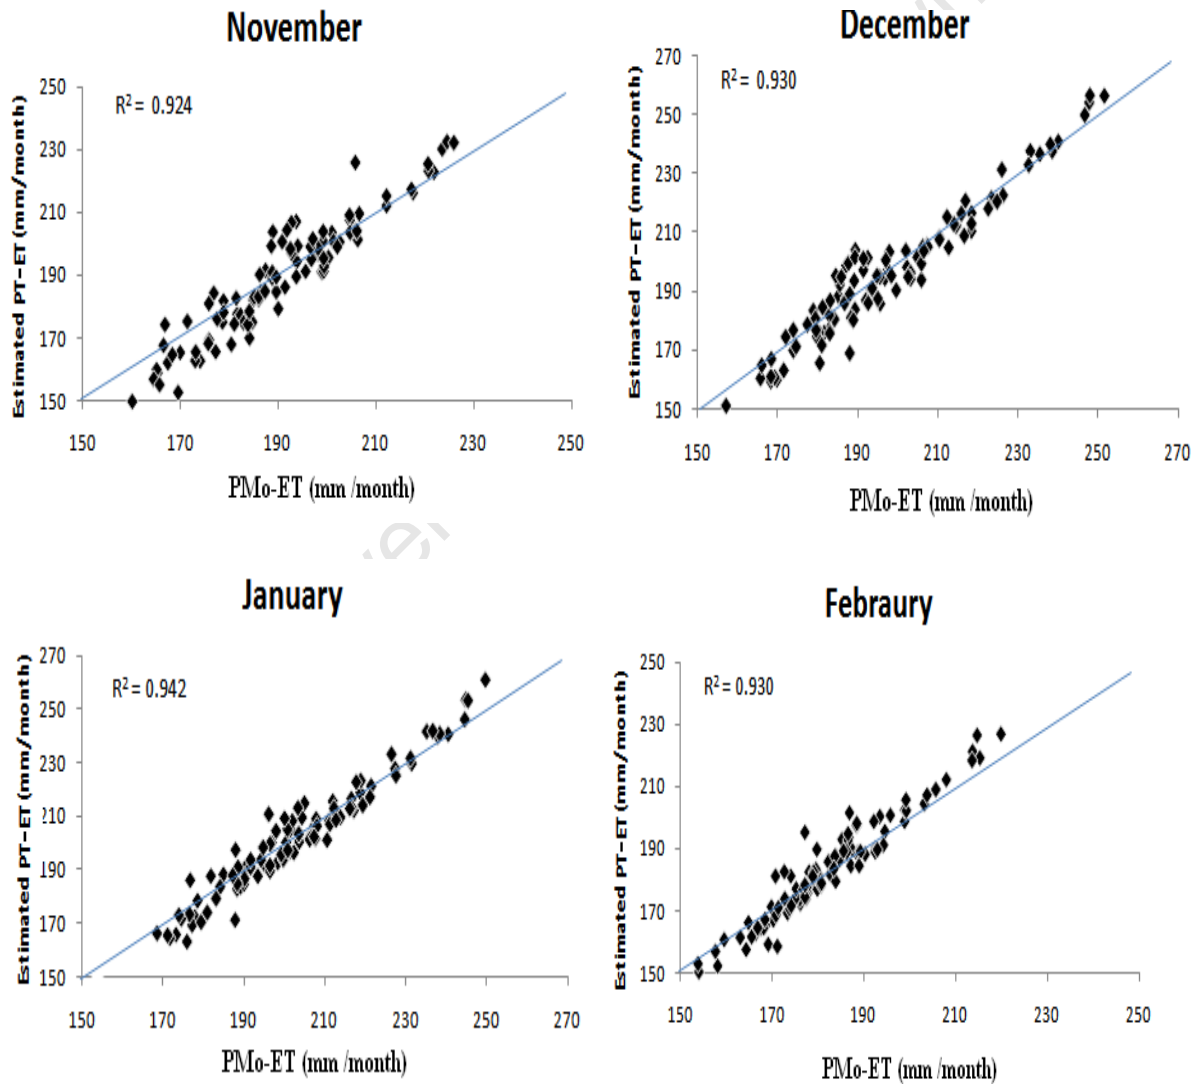 November
Estimated PT-ET (mm/month)
R² = 0.924
250
230
210
190
170
150
150 170 190 210 230 250
PMo-ET (mm /month)
December
Estimated PT-ET (mm/month)
R² = 0.930
270
250
230
210
190
170
150
150 170 190 210 230 250 270
PMo-ET (mm /month)
January
Estimated PT-ET (mm/month)
R² = 0.942
270
250
230
210
190
170
150
150 170 190 210 230 250 270
PMo-ET (mm /month)
Febraury
Estimated PT-ET (mm/month)
R² = 0.930
250
230
210
190
170
150
150 170 190 210 230 250
PMo-ET (mm /month)